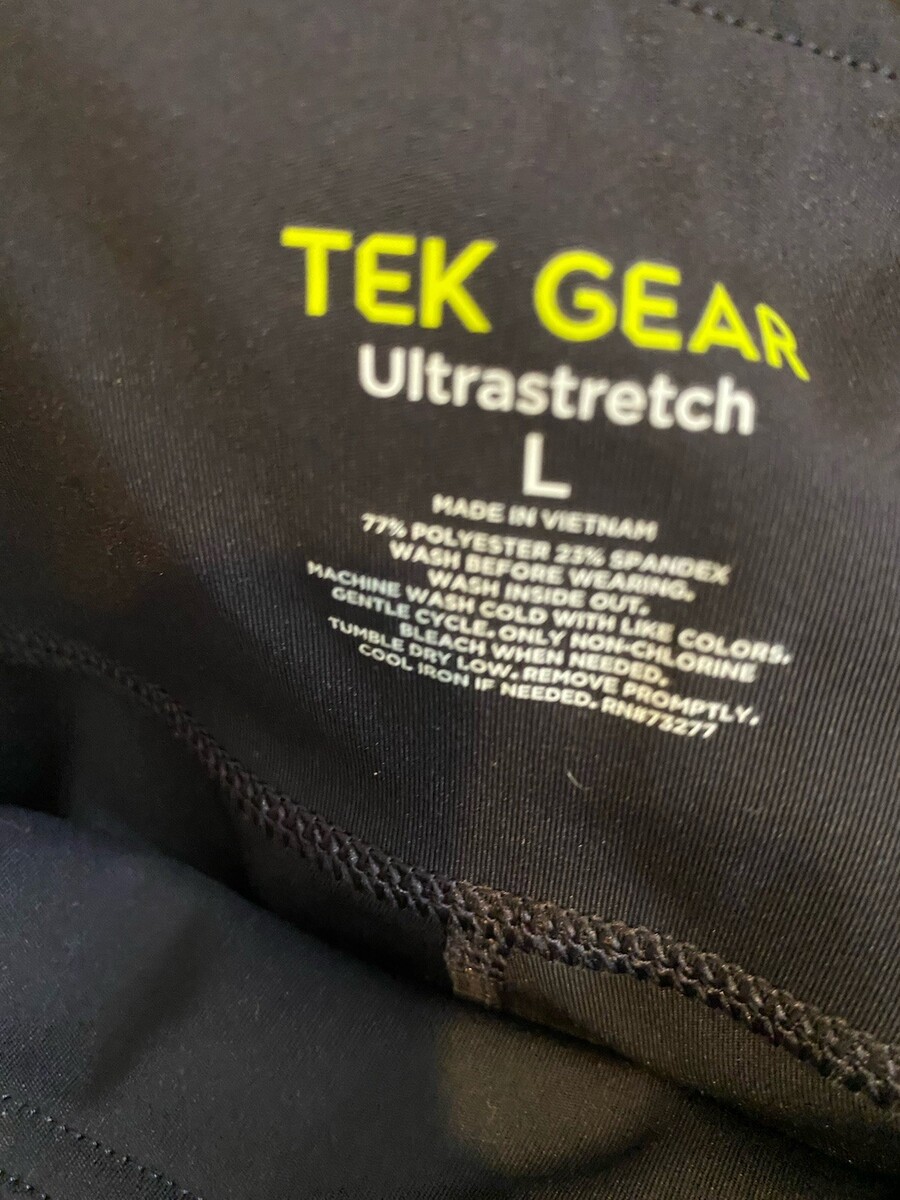 TEK GEAR
Ultrastretch
L
MADE IN VIETNAM
77% POLYESTER 23% SPANDEX
WASH BEFORE WEARING.
WASH INSIDE OUT.
MACHINE WASH COLD WITH LIKE COLORS.
GENTLE CYCLE. ONLY NON-CHLORINE
BLEACH WHEN NEEDED.
TUMBLE DRY LOW. REMOVE PROMPTLY.
COOL IRON IF NEEDED. RN#73277